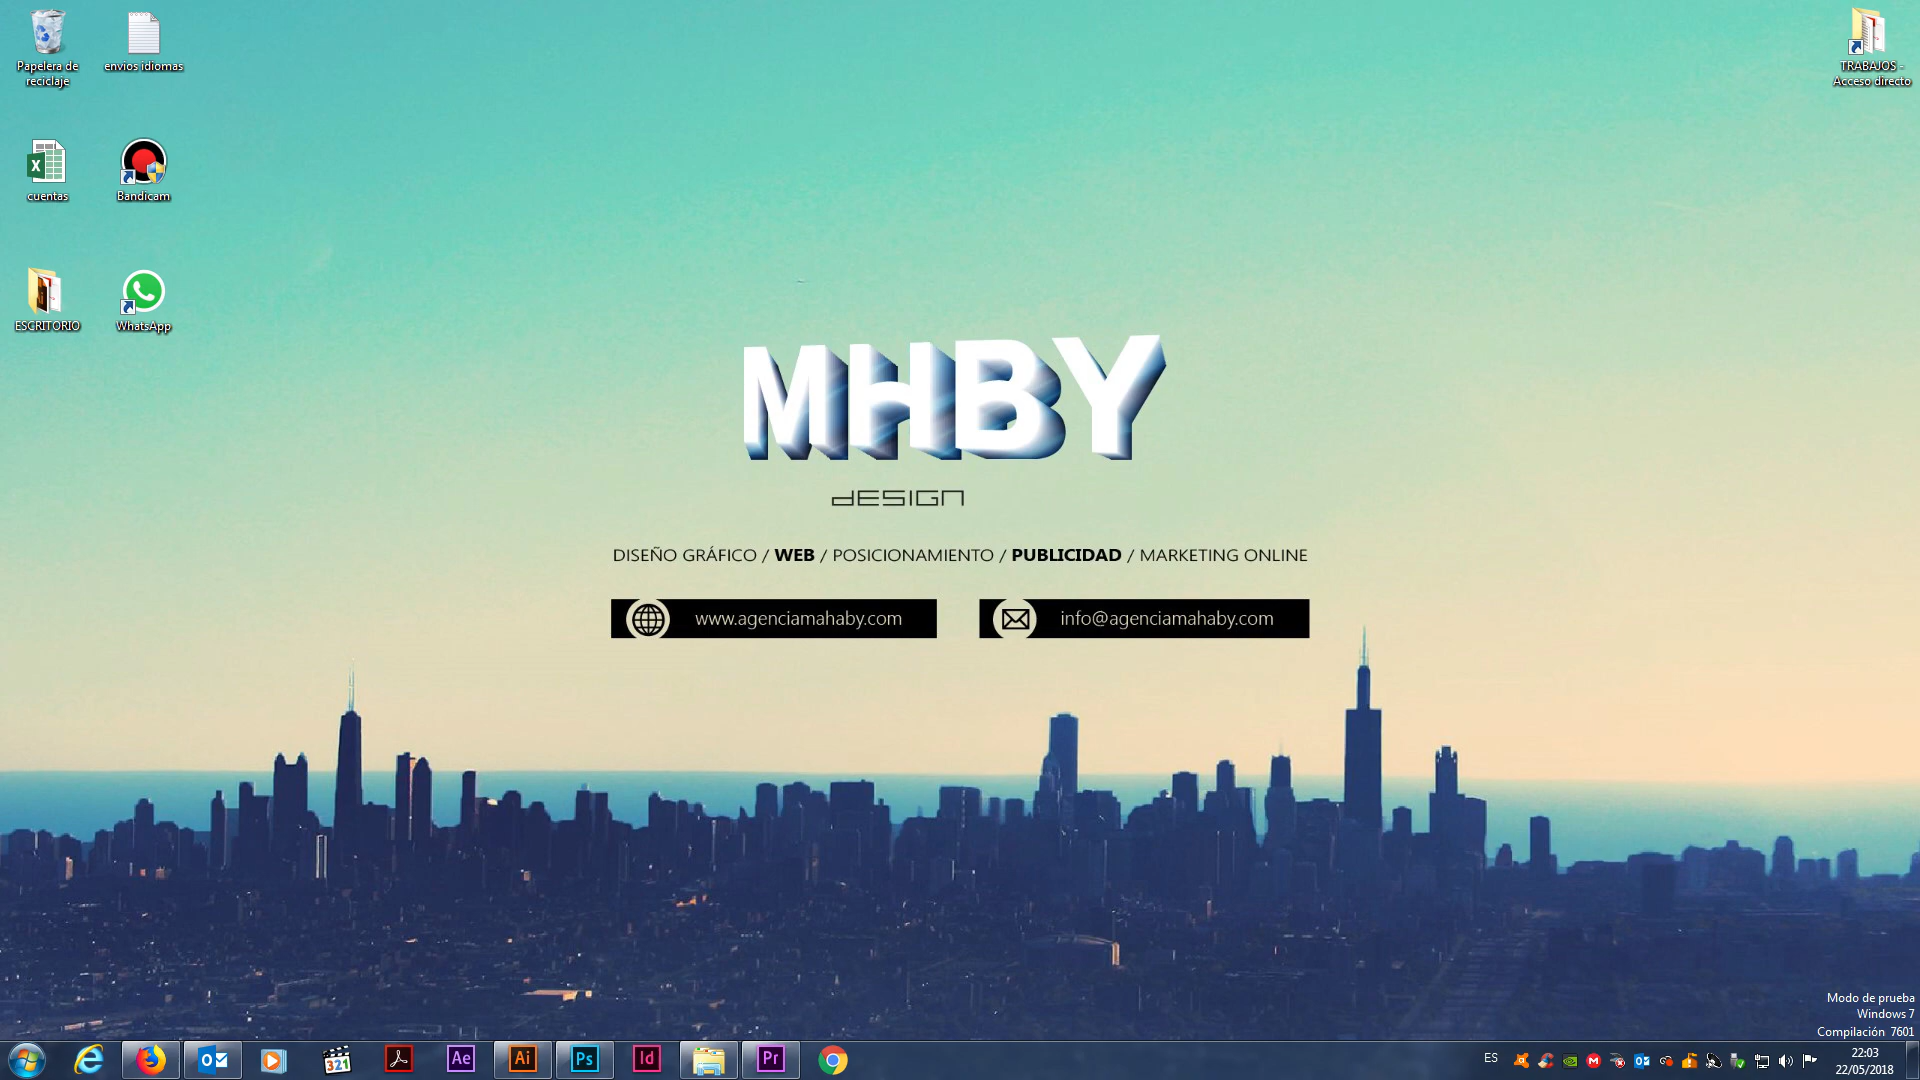 Papelera de
reciclaje
envios idiomas
TRABAJOS -
Acceso directo
cuentas
Bandicam
ESCRITORIO
WhatsApp
MHBY
DESIGN
DISEÑO GRÁFICO / WEB / POSICIONAMIENTO / PUBLICIDAD / MARKETING ONLINE
www.agenciamahaby.com
info@agenciamahaby.com
Modo de prueba
Windows 7
Compilación 7601
321
Ae
Ai
Ps
Id
Pr
ES
22:03
22/05/2018